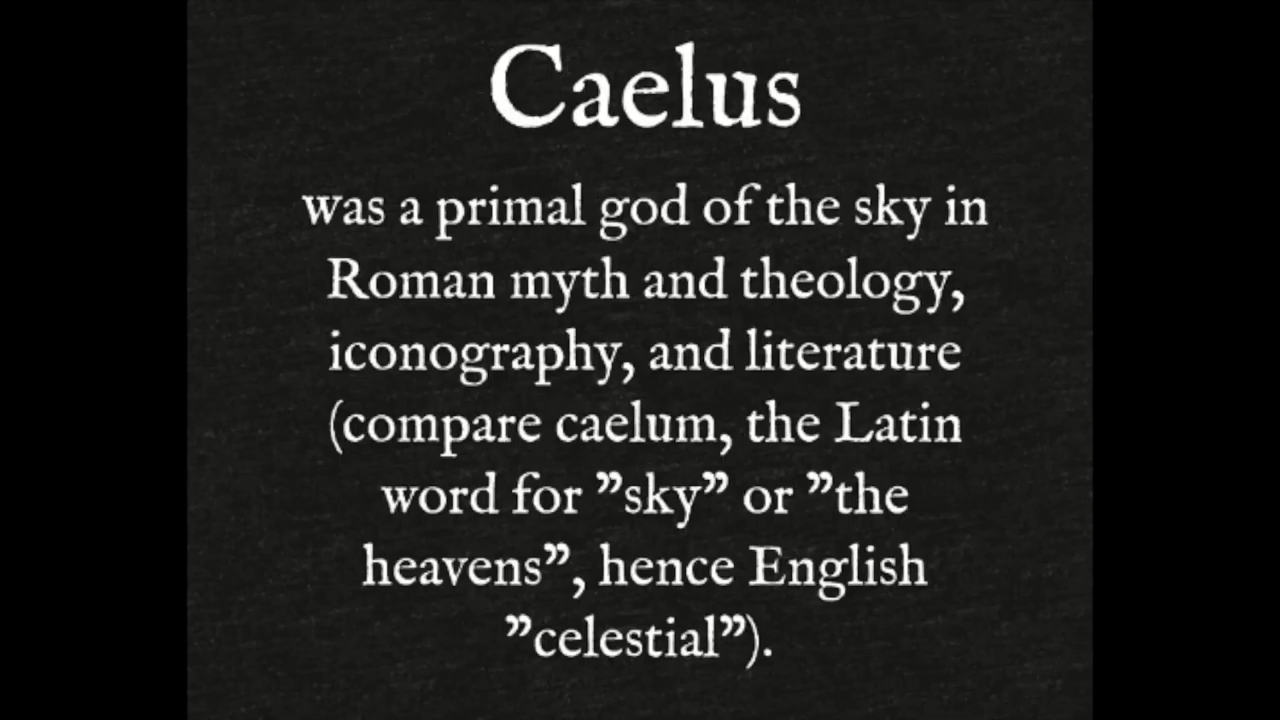 Caelus
was a primal god of the sky in
Roman myth and theology,
iconography, and literature
(compare caelum, the Latin
word for ”sky” or ”the
heavens”, hence English
”celestial”).